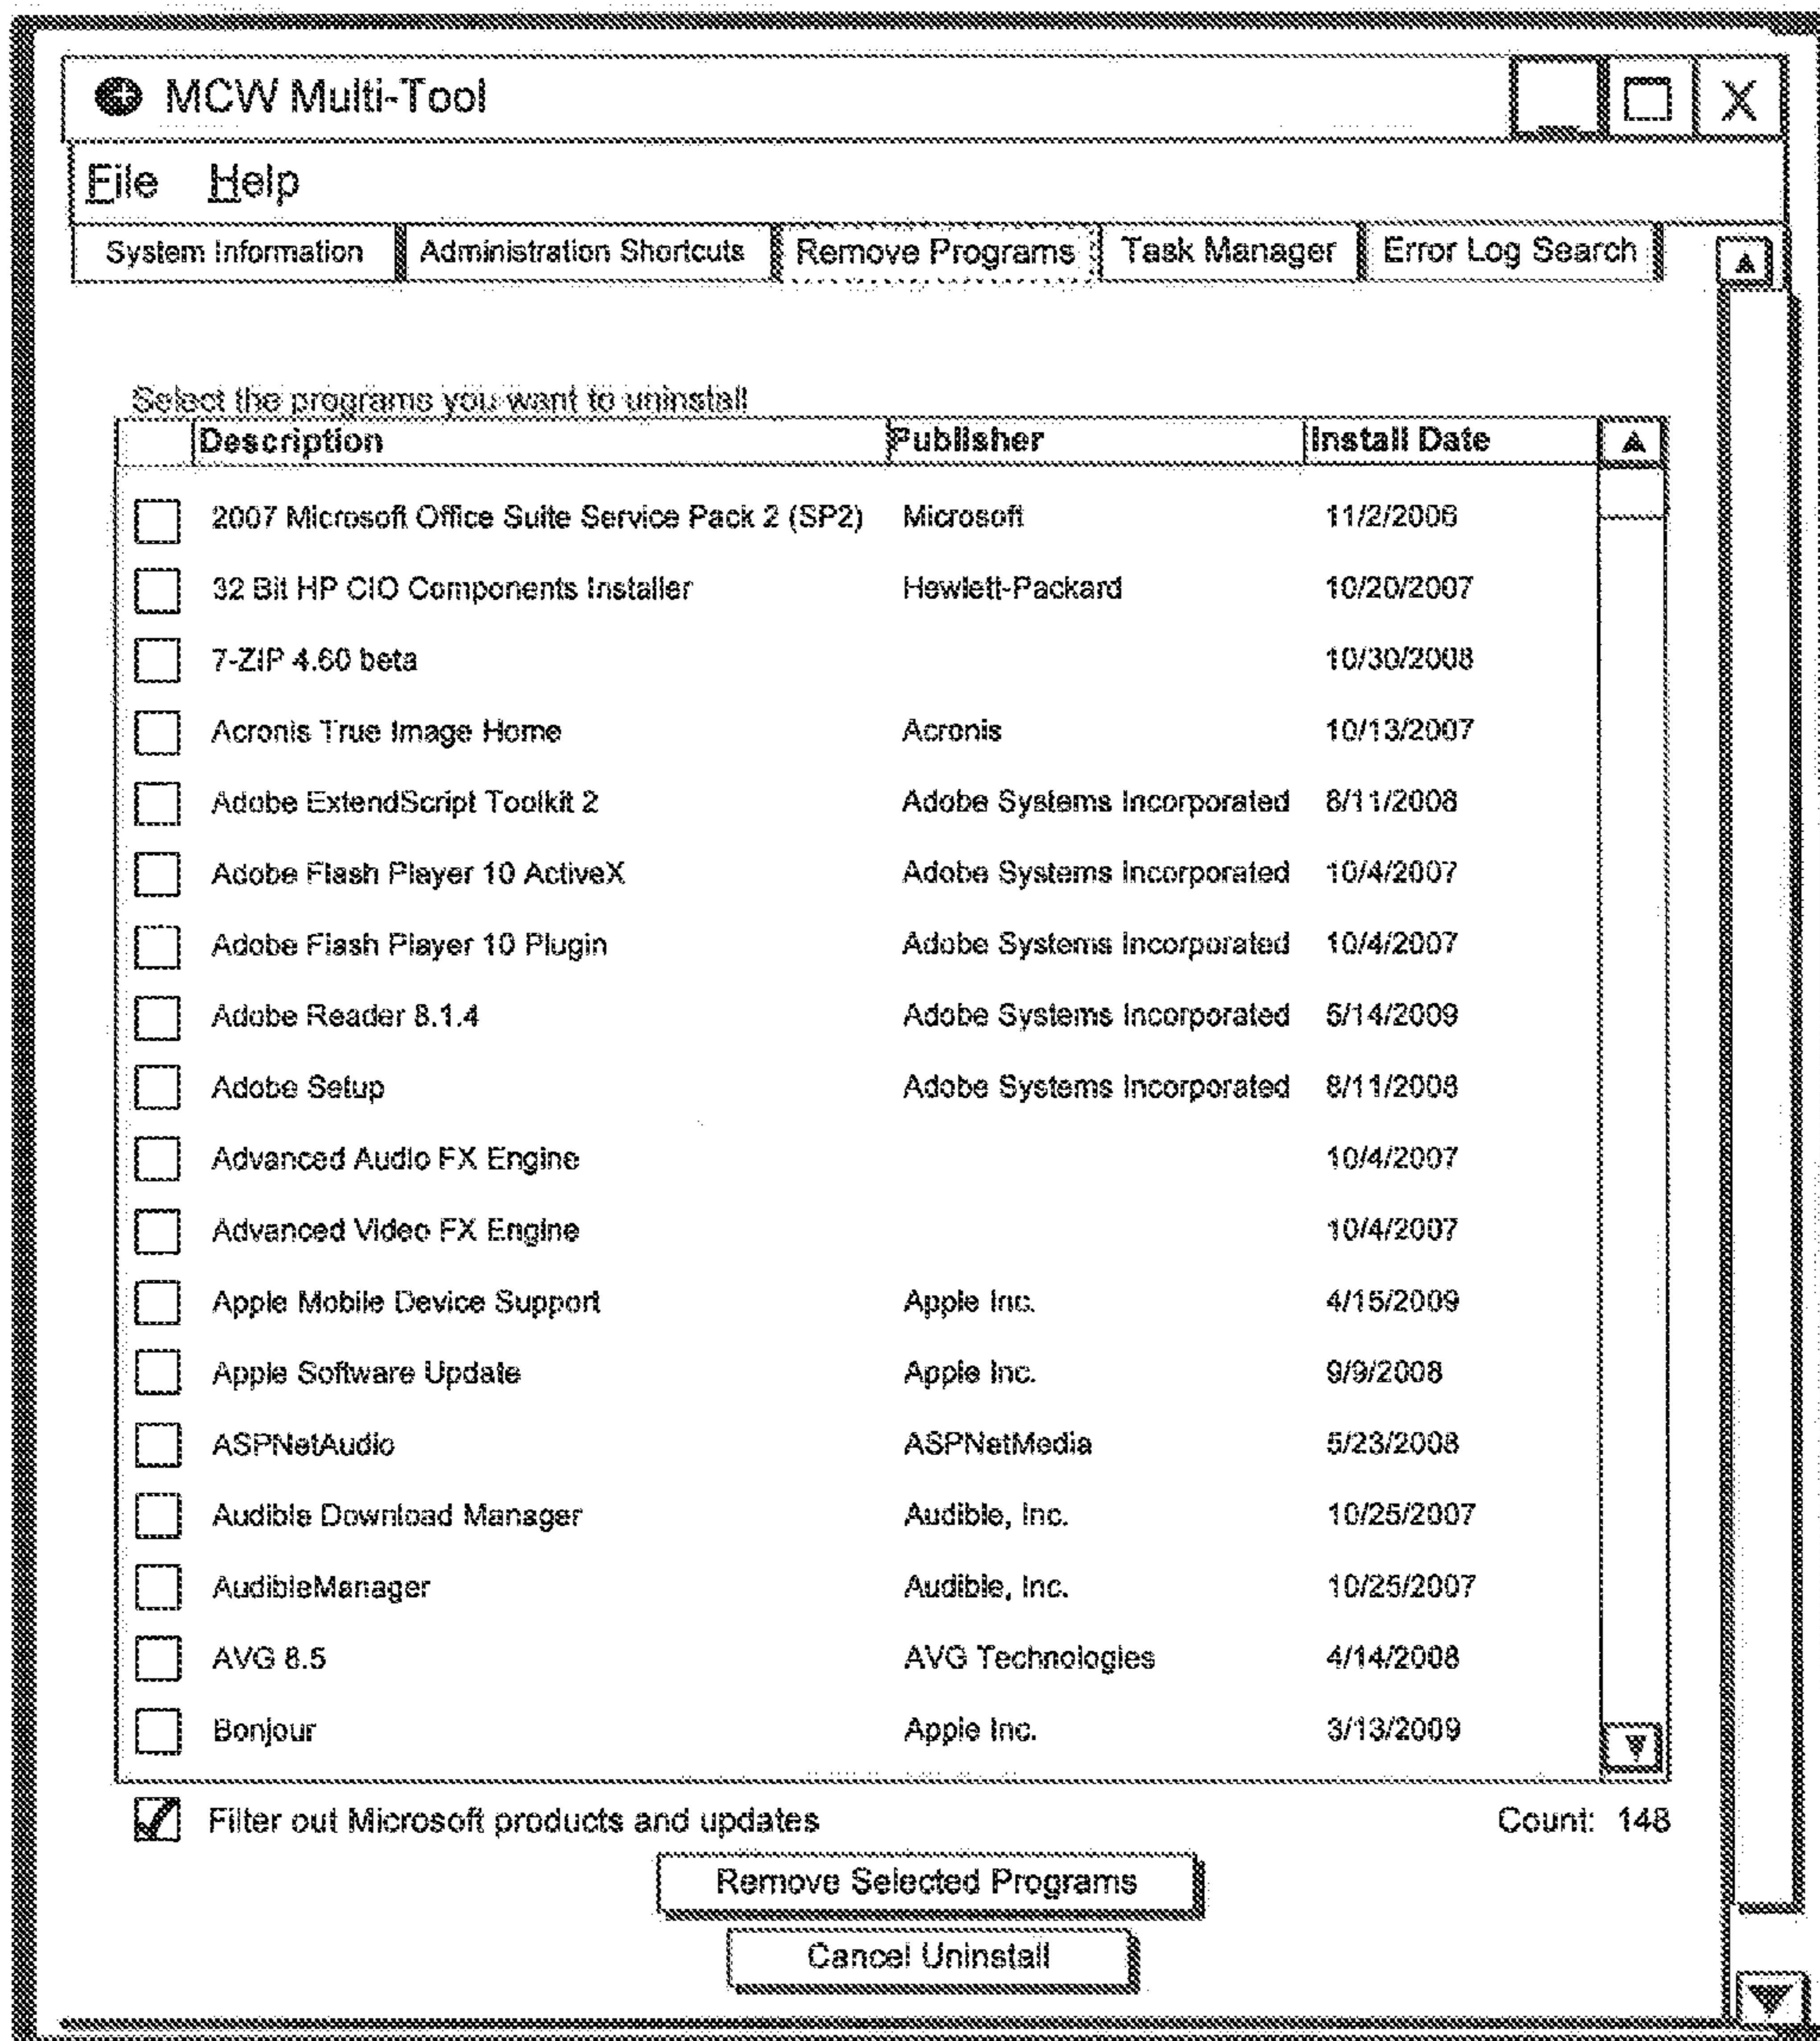 MCW Multi-Tool
File Help
System Information Administration Shortcuts Remove Programs Task Manager Error Log Search
Select the programs you want to uninstall
Description Publisher Install Date
2007 Microsoft Office Suite Service Pack 2 (SP2) Microsoft 11/2/2006
32 Bit HP CIO Components Installer Hewlett-Packard 10/20/2007
7-ZIP 4.60 beta 10/30/2008
Acronis True Image Home Acronis 10/13/2007
Adobe ExtendScript Toolkit 2 Adobe Systems Incorporated 8/11/2008
Adobe Flash Player 10 ActiveX Adobe Systems Incorporated 10/4/2007
Adobe Flash Player 10 Plugin Adobe Systems Incorporated 10/4/2007
Adobe Reader 8.1.4 Adobe Systems Incorporated 5/14/2009
Adobe Setup Adobe Systems Incorporated 8/11/2008
Advanced Audio FX Engine 10/4/2007
Advanced Video FX Engine 10/4/2007
Apple Mobile Device Support Apple Inc. 4/15/2009
Apple Software Update Apple Inc. 9/9/2008
ASPNetAudio ASPNetMedia 5/23/2008
Audible Download Manager Audible, Inc. 10/25/2007
AudibleManager Audible, Inc. 10/25/2007
AVG 8.5 AVG Technologies 4/14/2008
Bonjour Apple Inc. 3/13/2009
Filter out Microsoft products and updates Count: 148
Remove Selected Programs
Cancel Uninstall